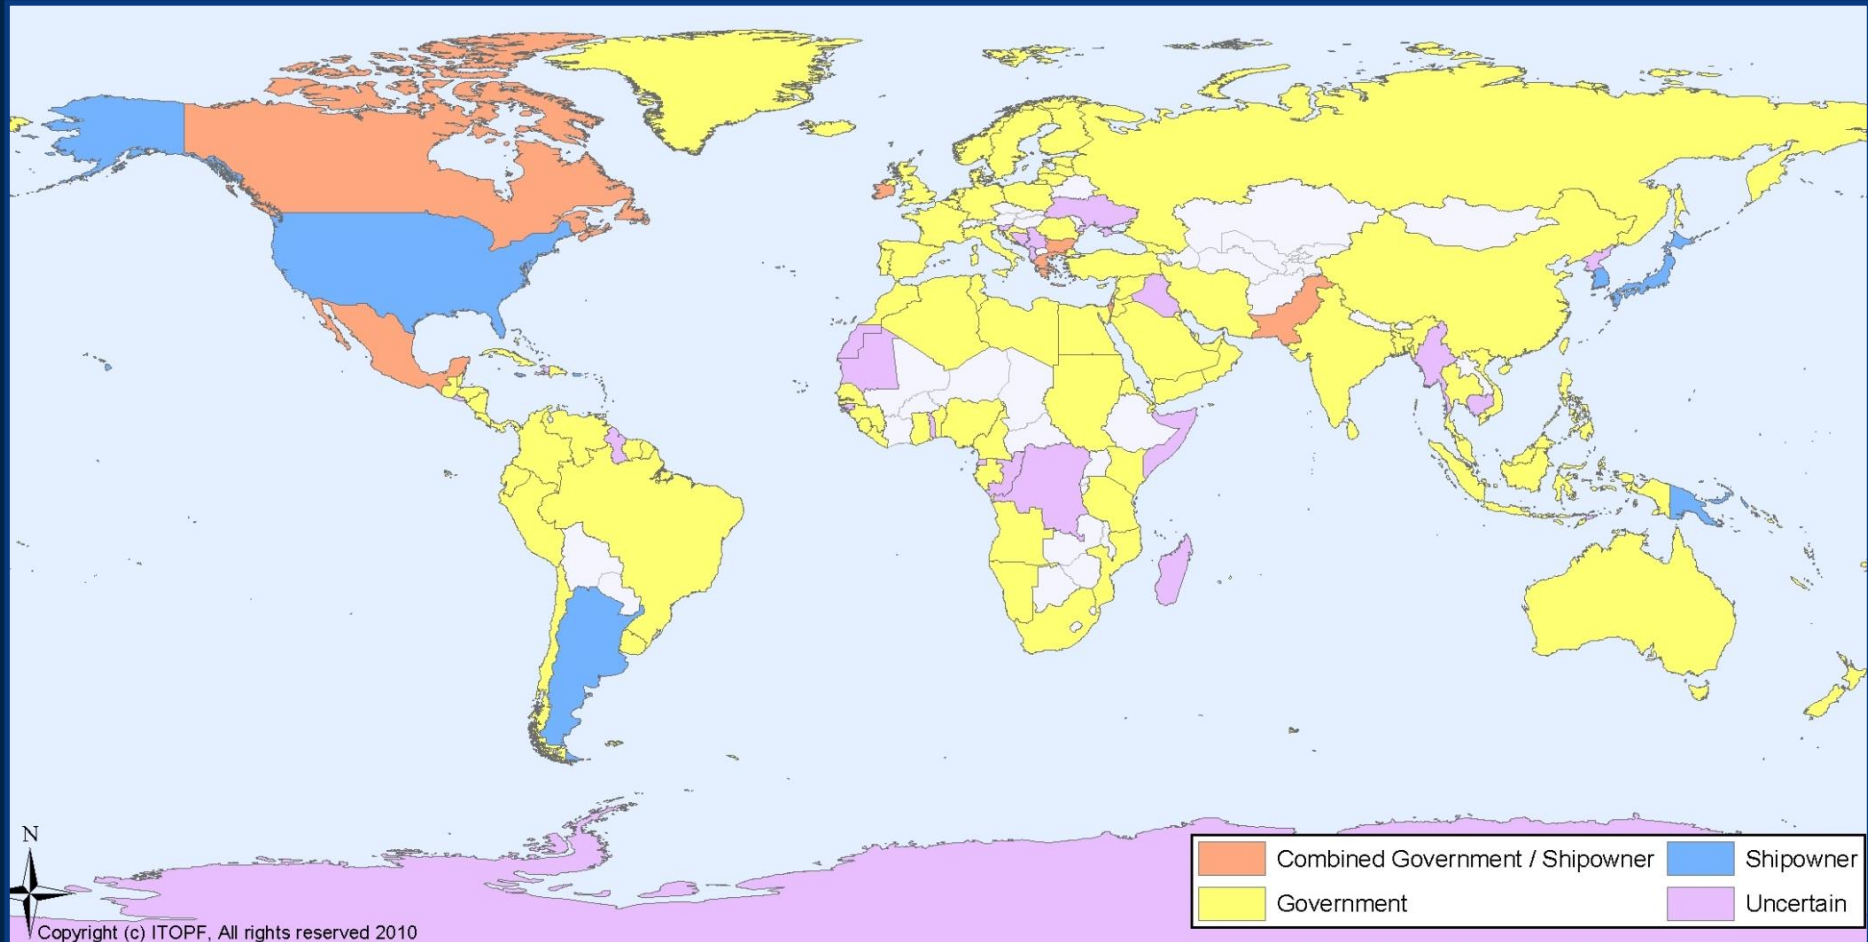 N
Combined Government / Shipowner
Shipowner
Government
Uncertain
Copyright (c) ITOPF, All rights reserved 2010